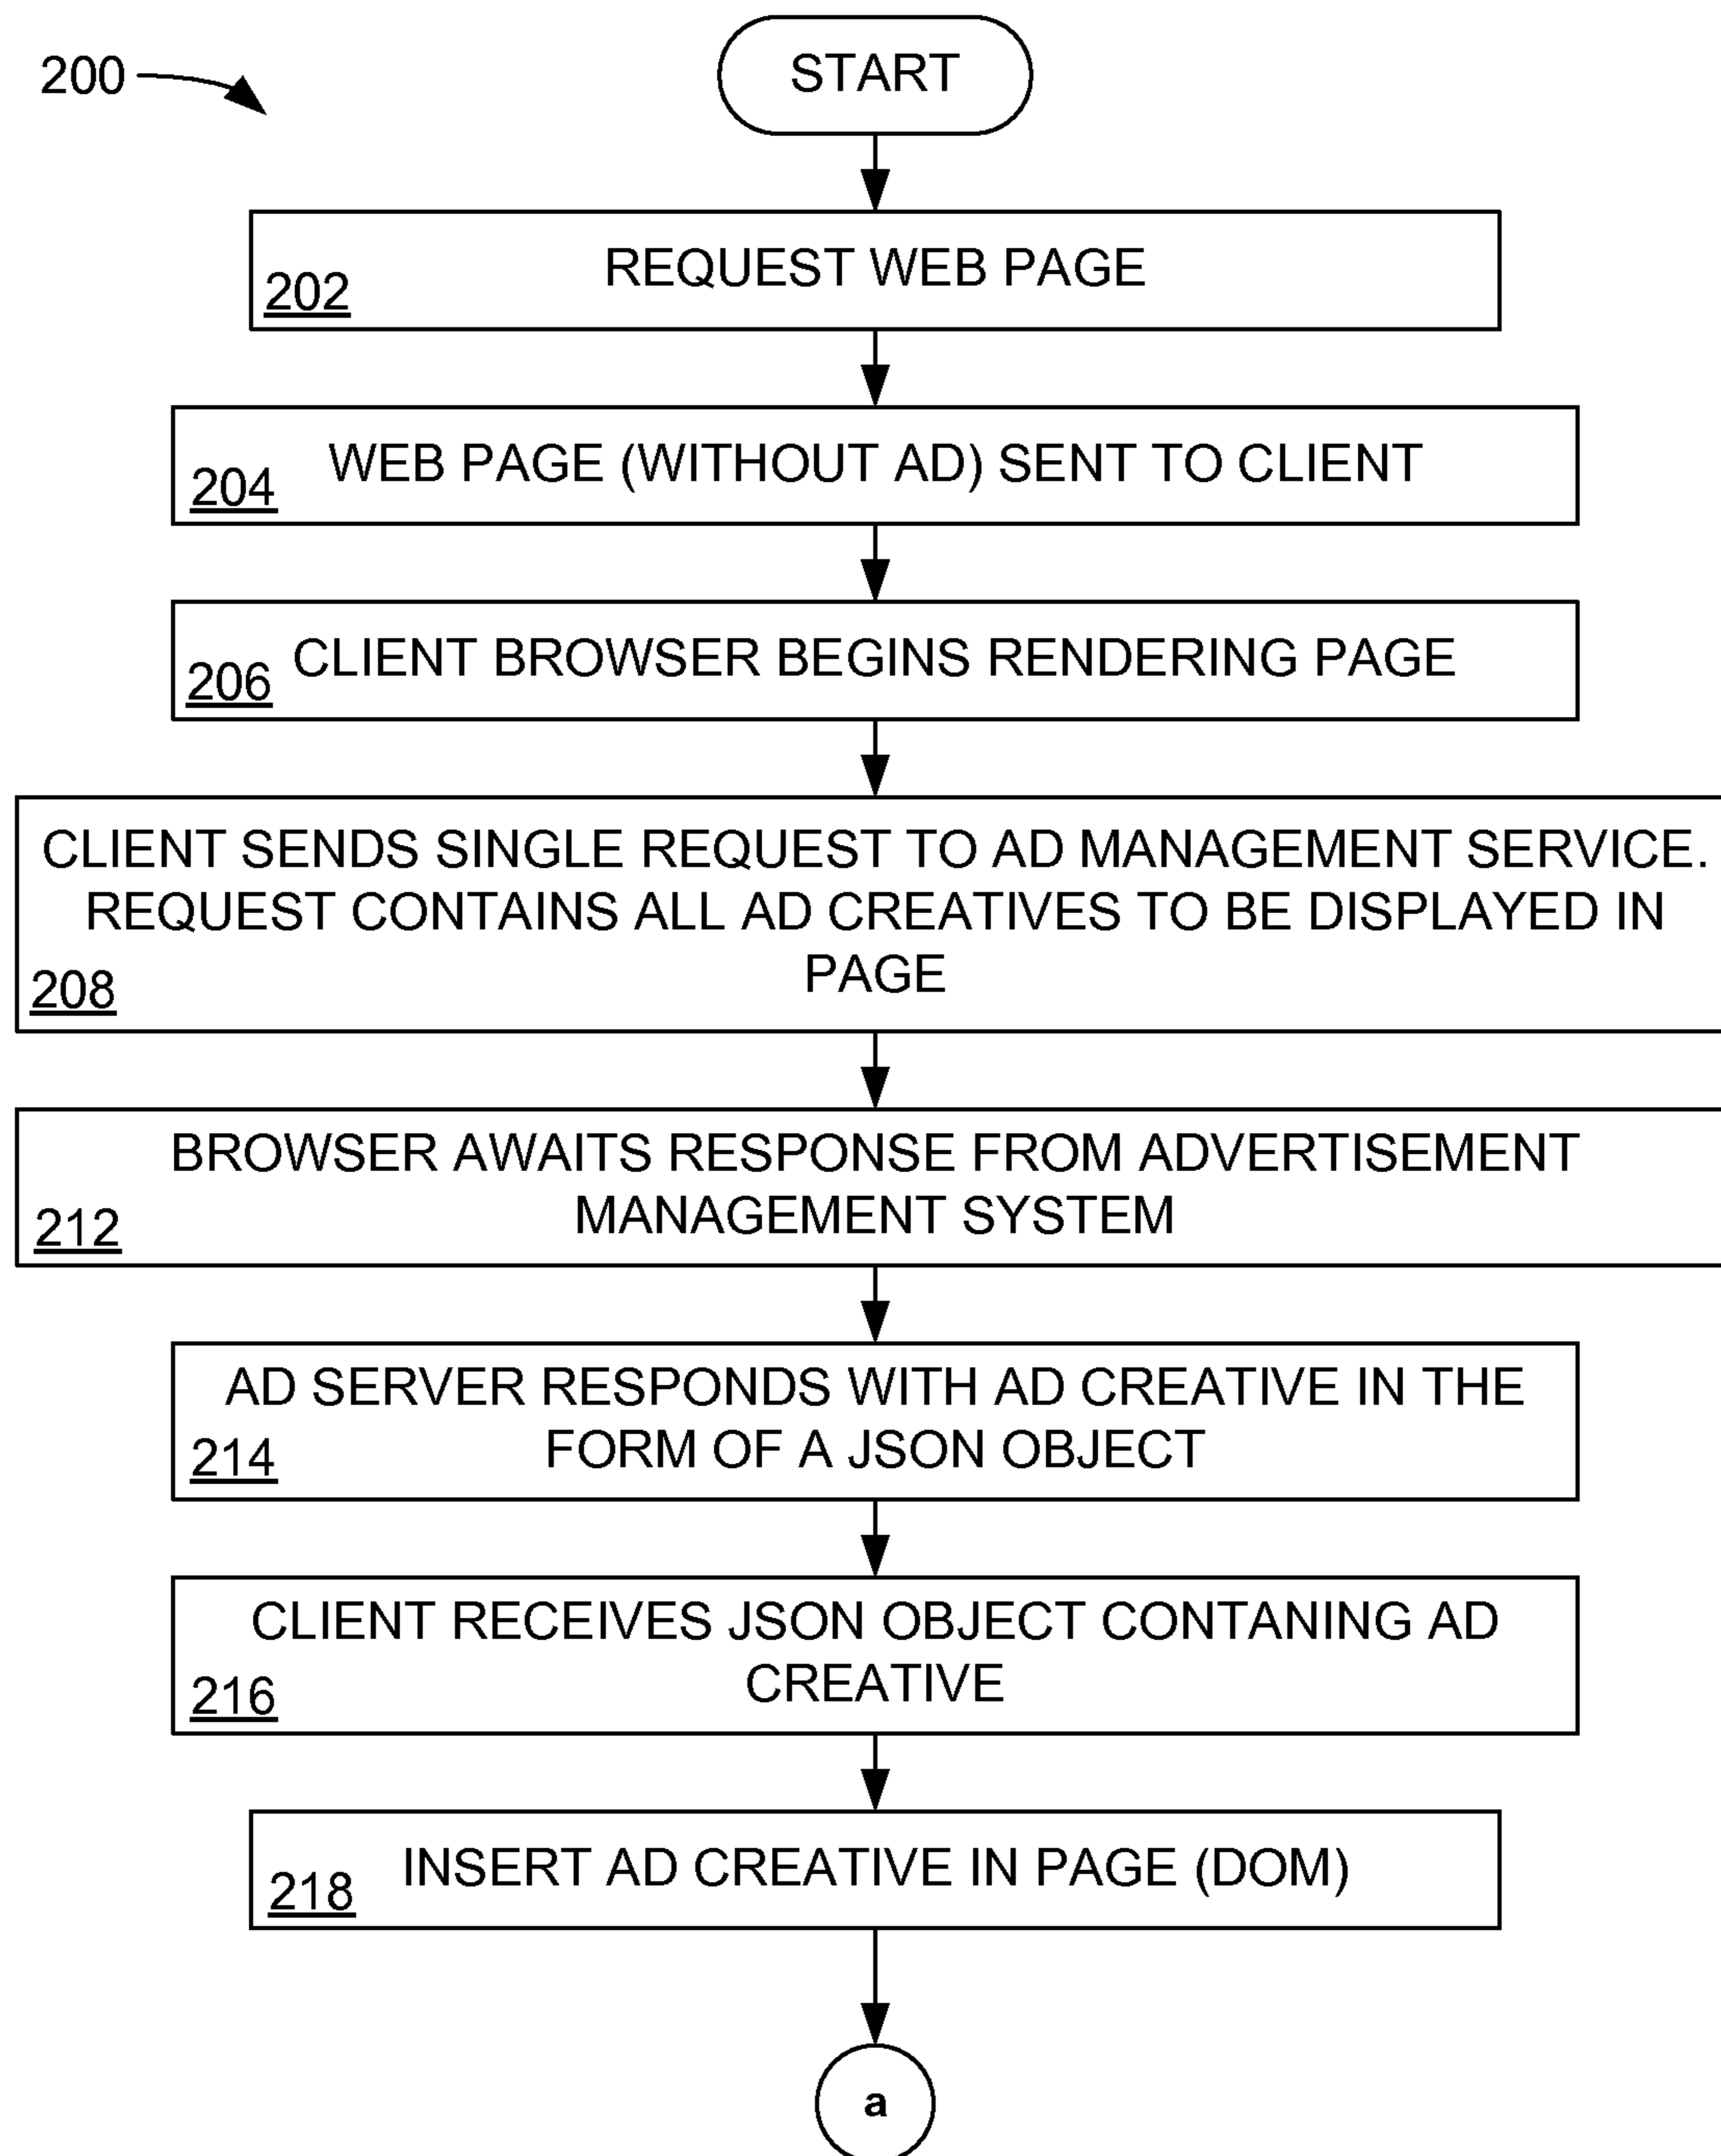 200
START
REQUEST WEB PAGE
202
WEB PAGE (WITHOUT AD) SENT TO CLIENT
204
CLIENT BROWSER BEGINS RENDERING PAGE
206
CLIENT SENDS SINGLE REQUEST TO AD MANAGEMENT SERVICE.
REQUEST CONTAINS ALL AD CREATIVES TO BE DISPLAYED IN
PAGE
208
BROWSER AWAITS RESPONSE FROM ADVERTISEMENT
MANAGEMENT SYSTEM
212
AD SERVER RESPONDS WITH AD CREATIVE IN THE
FORM OF A JSON OBJECT
214
CLIENT RECEIVES JSON OBJECT CONTANING AD
CREATIVE
216
INSERT AD CREATIVE IN PAGE (DOM)
218
a